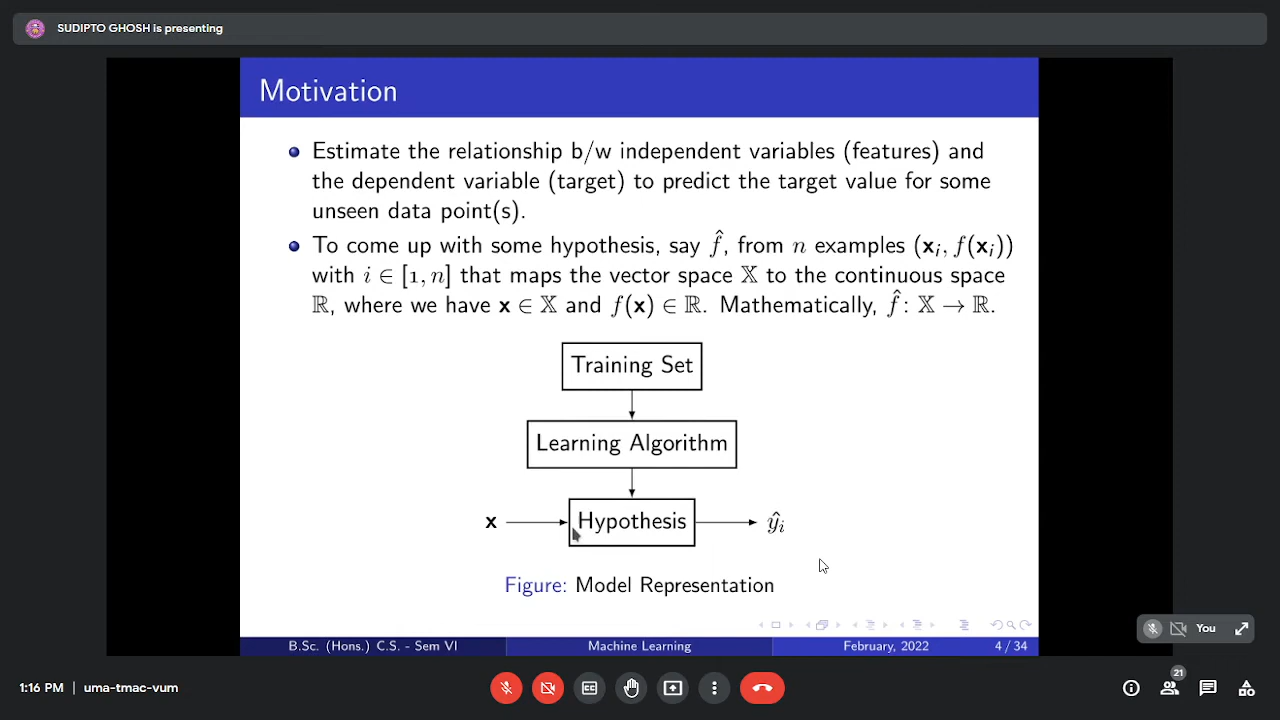 SUDIPTO GHOSH is presenting
Motivation
Estimate the relationship b/w independent variables (features) and
the dependent variable (target) to predict the target value for some
unseen data point(s).
To come up with some hypothesis, say f̂, from n examples (𝐱ᵢ, f(𝐱ᵢ))
with i ∈ [1, n] that maps the vector space 𝕏 to the continuous space
ℝ, where we have 𝐱 ∈ 𝕏 and f(𝐱) ∈ ℝ. Mathematically, f̂ : 𝕏 → ℝ.
Training Set
Learning Algorithm
𝐱 Hypothesis ŷᵢ
Figure: Model Representation
B.Sc. (Hons.) C.S. - Sem VI Machine Learning February, 2022 4 / 34
You
1:16 PM | uma-tmac-vum
CC
21